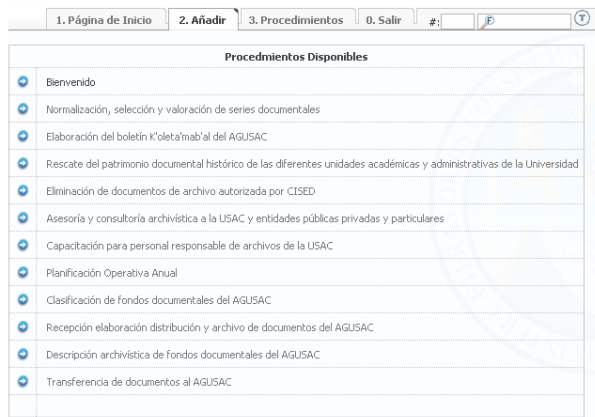 1. Página de Inicio 2. Añadir 3. Procedimientos 0. Salir #: F T
Procedmientos Disponibles
Bienvenido
Normalización, selección y valoración de series documentales
Elaboración del boletín K'oleta'mab'al del AGUSAC
Rescate del patrimonio documental histórico de las diferentes unidades académicas y administrativas de la Universidad
Eliminación de documentos de archivo autorizada por CISED
Asesoría y consultoría archivística a la USAC y entidades públicas privadas y particulares
Capacitación para personal responsable de archivos de la USAC
Planificación Operativa Anual
Clasificación de fondos documentales del AGUSAC
Recepción elaboración distribución y archivo de documentos del AGUSAC
Descripción archivística de fondos documentales del AGUSAC
Transferencia de documentos al AGUSAC